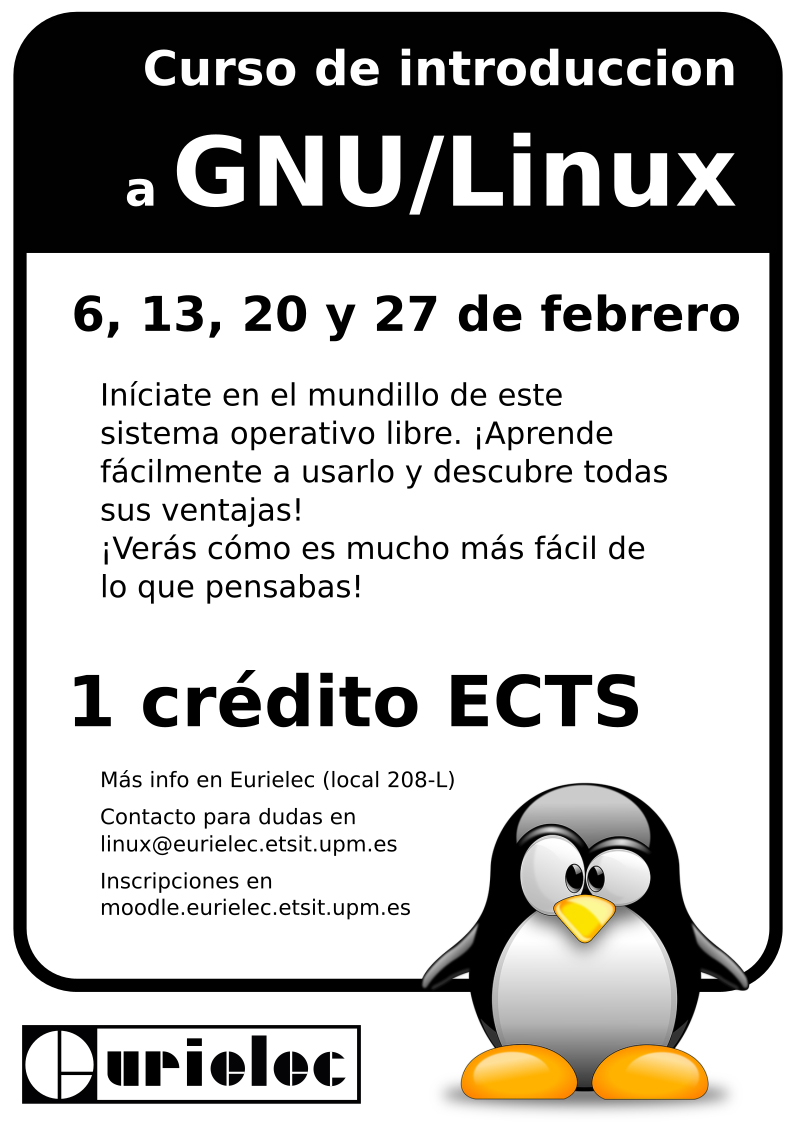 Curso de introduccion
a GNU/Linux
6, 13, 20 y 27 de febrero
Iníciate en el mundillo de este
sistema operativo libre. ¡Aprende
fácilmente a usarlo y descubre todas
sus ventajas!
¡Verás cómo es mucho más fácil de
lo que pensabas!
1 crédito ECTS
Más info en Eurielec (local 208-L)
Contacto para dudas en
linux@eurielec.etsit.upm.es
Inscripciones en
moodle.eurielec.etsit.upm.es
Eurielec